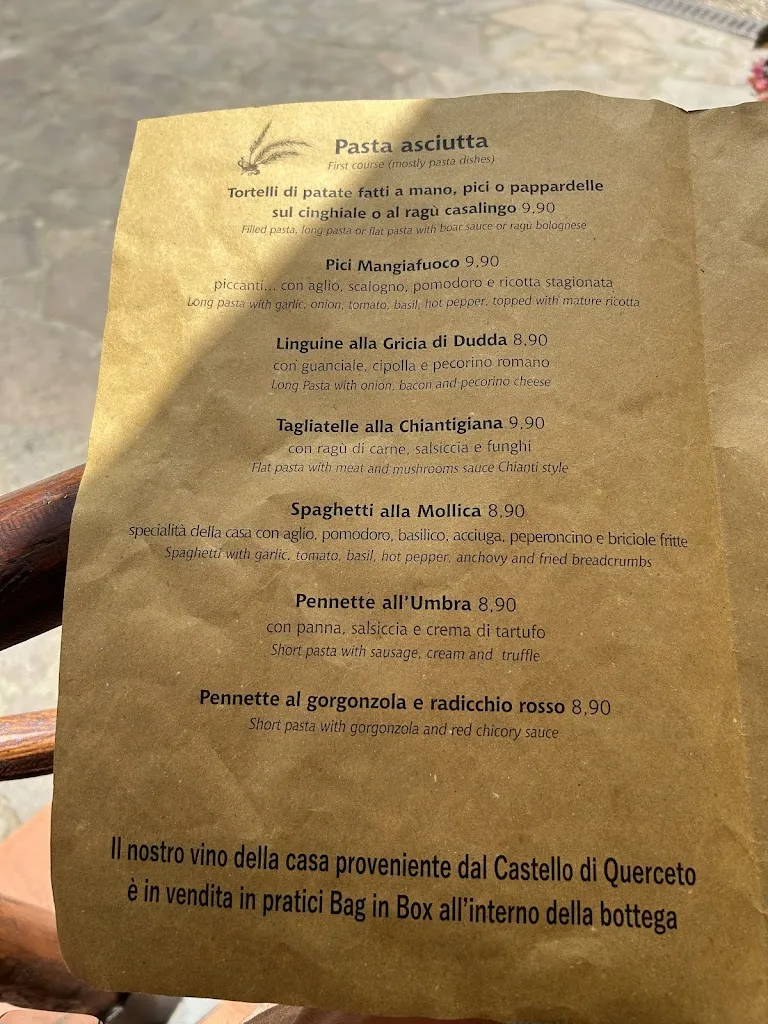 Pasta asciutta
First course (mostly pasta dishes)
Tortelli di patate fatti a mano, pici o pappardelle
sul cinghiale o al ragù casalingo 9,90
Filled pasta, long pasta or flat pasta with boar sauce or ragù bolognese
Pici Mangiafuoco 9,90
piccanti... con aglio, scalogno, pomodoro e ricotta stagionata
Long pasta with garlic, onion, tomato, basil, hot pepper, topped with mature ricotta
Linguine alla Gricia di Dudda 8,90
con guanciale, cipolla e pecorino romano
Long Pasta with onion, bacon and pecorino cheese
Tagliatelle alla Chiantigiana 9,90
con ragù di carne, salsiccia e funghi
Flat pasta with meat and mushrooms sauce Chianti style
Spaghetti alla Mollica 8,90
specialità della casa con aglio, pomodoro, basilico, acciuga, peperoncino e briciole fritte
Spaghetti with garlic, tomato, basil, hot pepper, anchovy and fried breadcrumbs
Pennette all'Umbra 8,90
con panna, salsiccia e crema di tartufo
Short pasta with sausage, cream and truffle
Pennette al gorgonzola e radicchio rosso 8,90
Short pasta with gorgonzola and red chicory sauce
Il nostro vino della casa proveniente dal Castello di Querceto
è in vendita in pratici Bag in Box all'interno della bottega